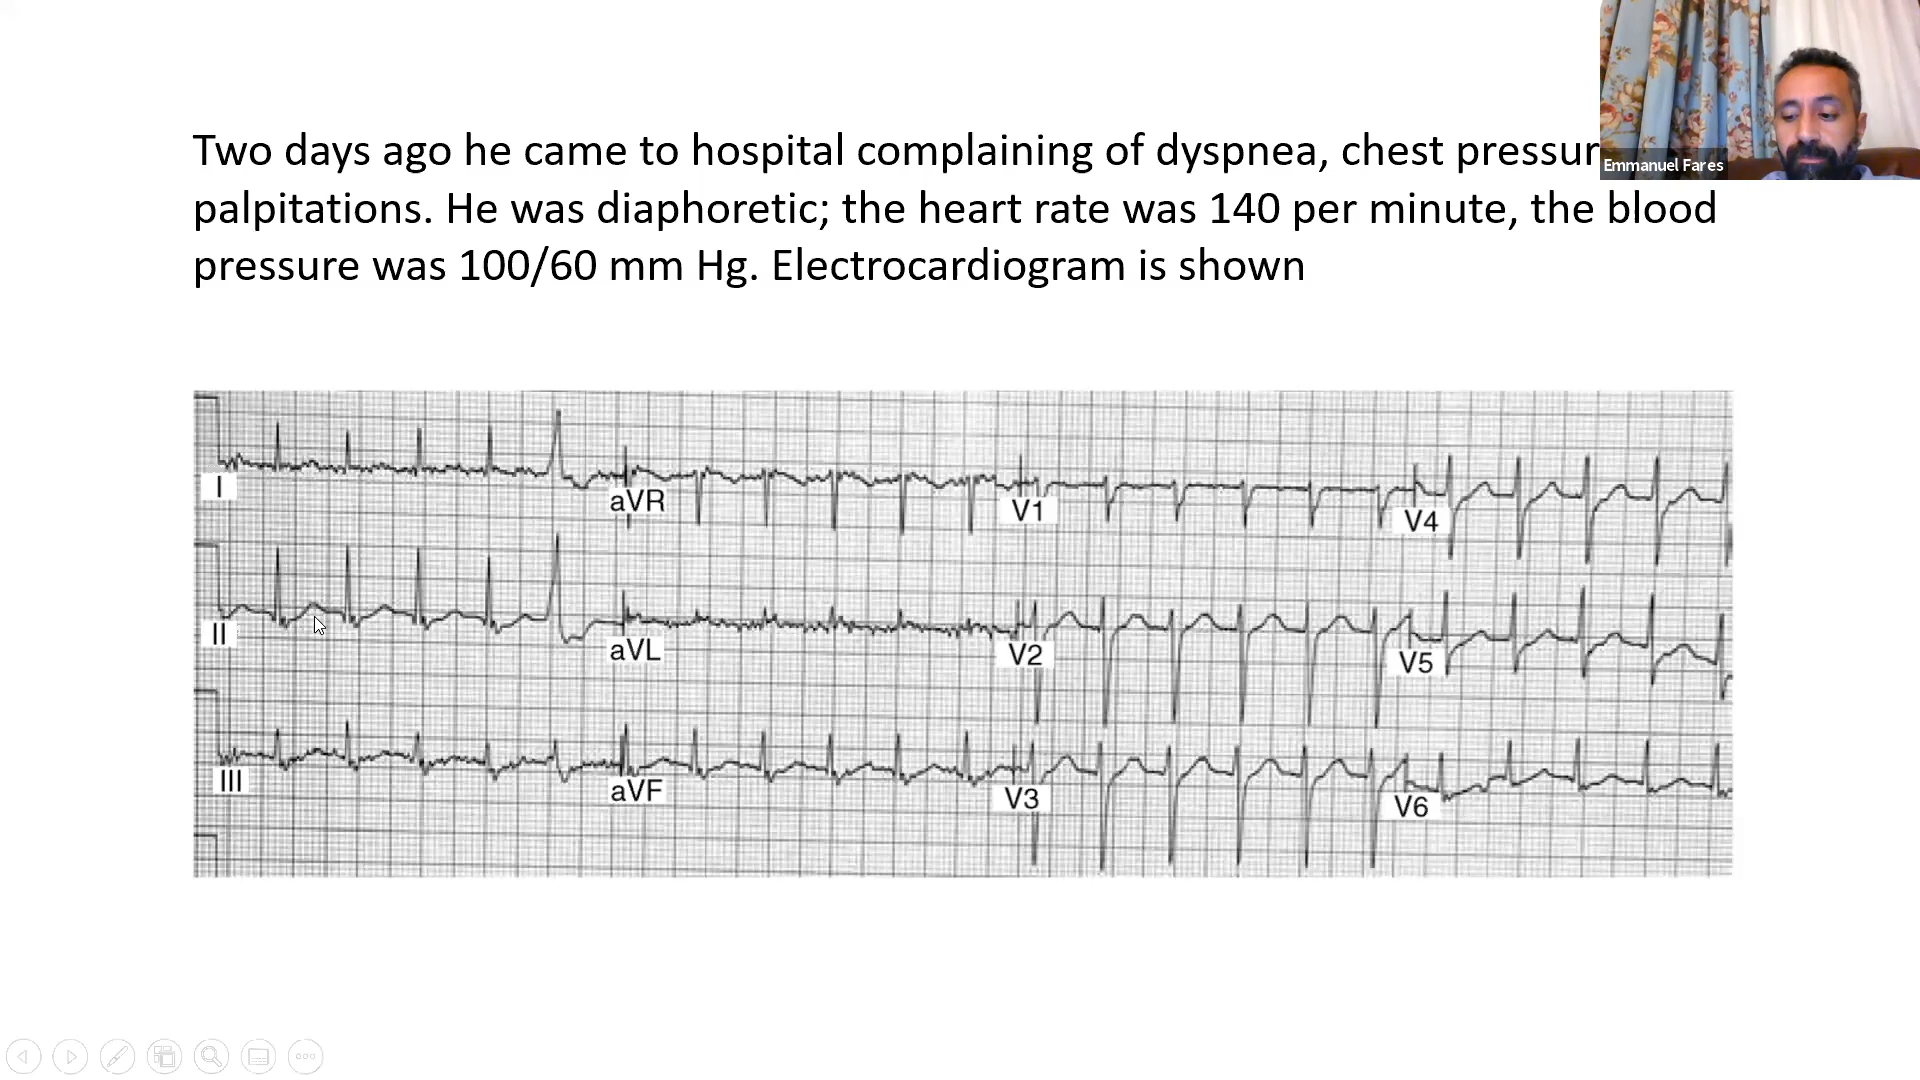 Two days ago he came to hospital complaining of dyspnea, chest
palpitations. He was diaphoretic; the heart rate was 140 per minute, the blood
pressure was 100/60 mm Hg. Electrocardiogram is shown
Emmanuel Fares
I
aVR
V1
V4
II
aVL
V2
V5
III
aVF
V3
V6